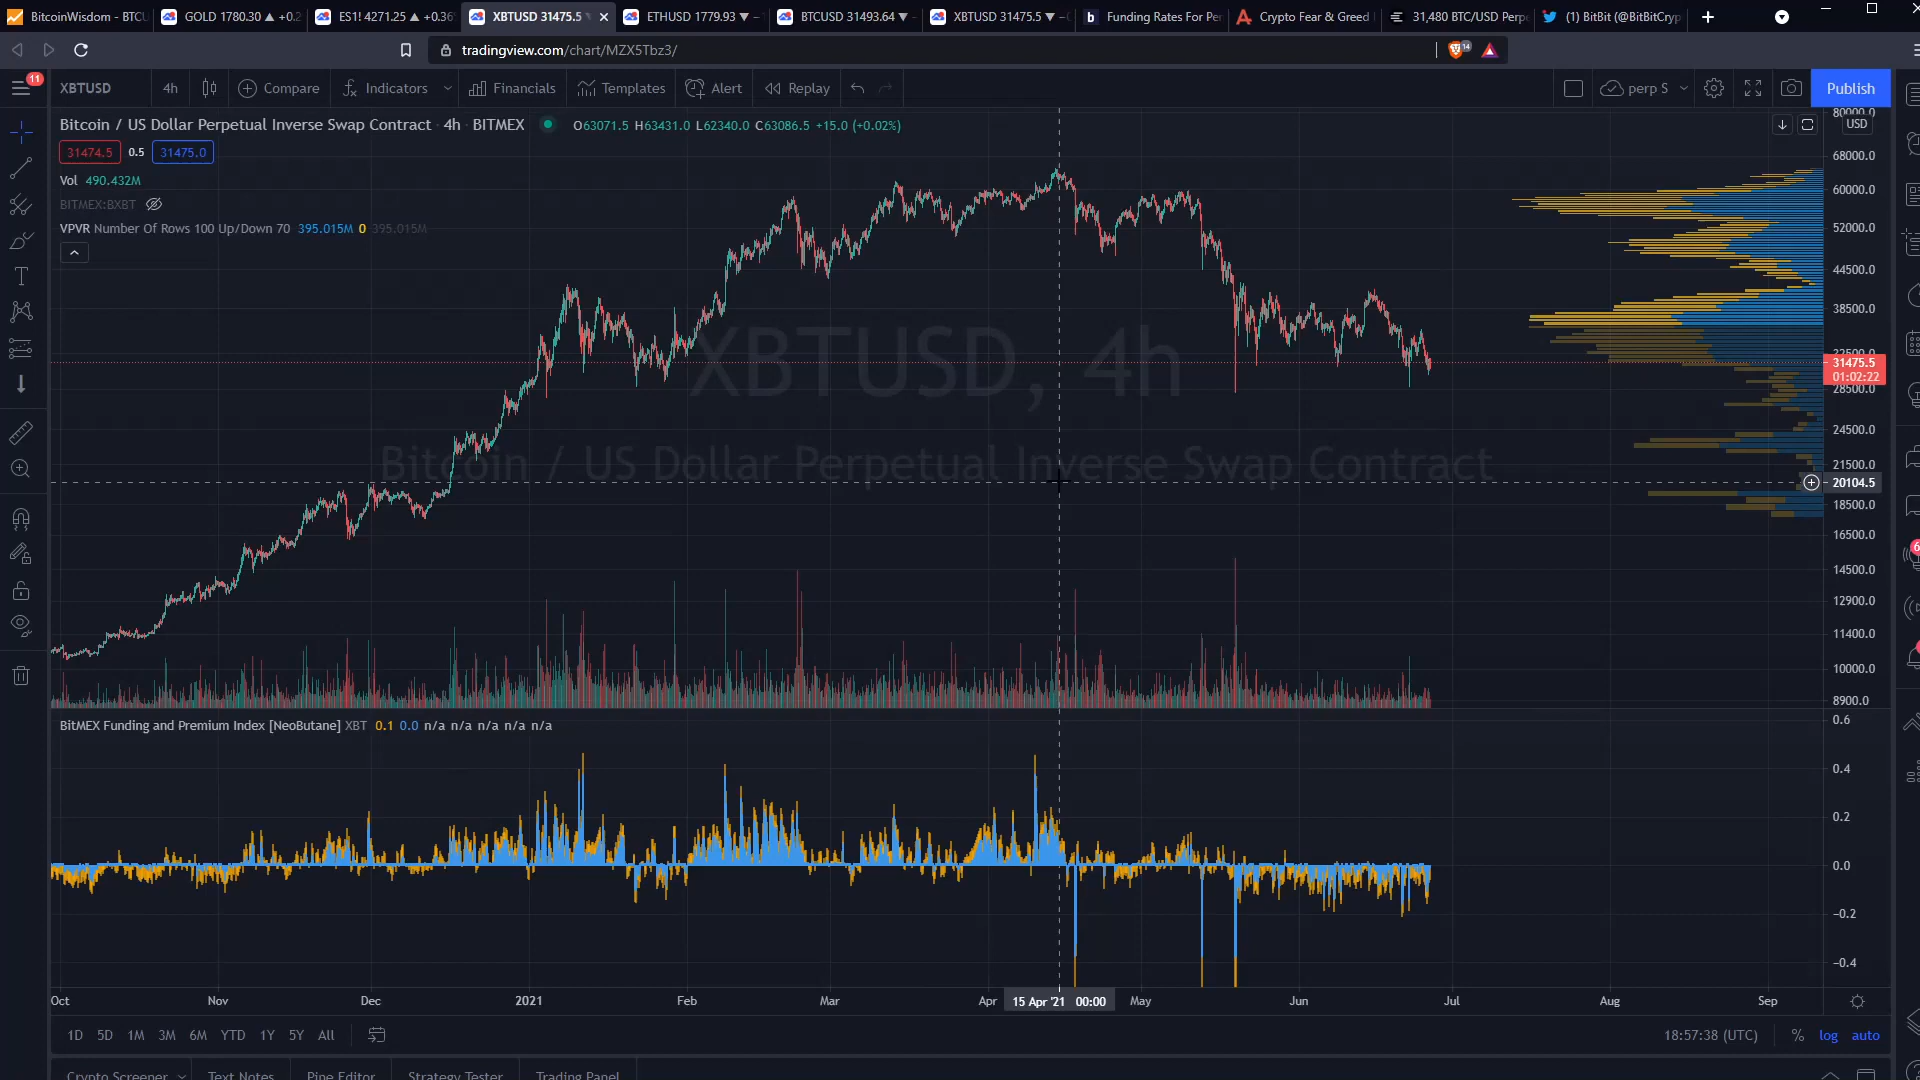 BitcoinWisdom - BTCU
GOLD 1780.30 ▲ +0.2
ES1! 4271.25 ▲ +0.36
XBTUSD 31475.5
ETHUSD 1779.93 ▼ −
BTCUSD 31493.64 ▼ −
XBTUSD 31475.5 ▼ −
Funding Rates For Pe
Crypto Fear & Greed
31,480 BTC/USD Perpe
(1) BitBit (@BitBitCryp
tradingview.com/chart/MZX5Tbz3/
14
11
XBTUSD 4h Compare Indicators Financials Templates Alert Replay perp S Publish
Bitcoin / US Dollar Perpetual Inverse Swap Contract · 4h · BITMEX O63071.5 H63431.0 L62340.0 C63086.5 +15.0 (+0.02%)
31474.5 0.5 31475.0
Vol 490.432M
BITMEX:BXBT
VPVR Number Of Rows 100 Up/Down 70 395.015M 0 395.015M
XBTUSD, 4h
Bitcoin / US Dollar Perpetual Inverse Swap Contract
80000.0
USD
68000.0
60000.0
52000.0
44500.0
38500.0
31475.5
01:02:22
28500.0
24500.0
21500.0
20104.5
18500.0
16500.0
14500.0
12900.0
11400.0
10000.0
8900.0
BitMEX Funding and Premium Index [NeoButane] XBT 0.1 0.0 n/a n/a n/a n/a n/a
0.6
0.4
0.2
0.0
−0.2
−0.4
Oct Nov Dec 2021 Feb Mar Apr 15 Apr '21 00:00 May Jun Jul Aug Sep
1D 5D 1M 3M 6M YTD 1Y 5Y All 18:57:38 (UTC) % log auto
Crypto Screener Text Notes Pine Editor Strategy Tester Trading Panel